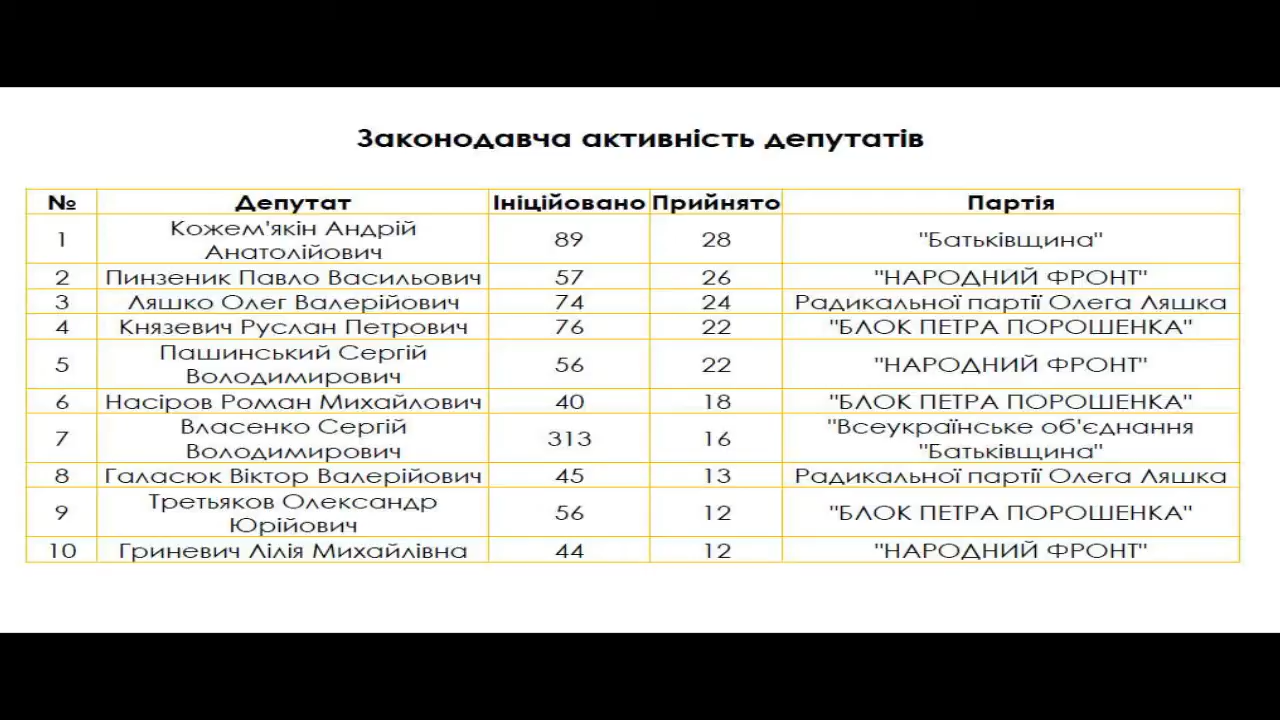 Законодавча активність депутатів
№ Депутат Ініційовано Прийнято Партія
1 Кожем'якін Андрій Анатолійович 89 28 "Батьківщина"
2 Пинзеник Павло Васильович 57 26 "НАРОДНИЙ ФРОНТ"
3 Ляшко Олег Валерійович 74 24 Радикальної партії Олега Ляшка
4 Князевич Руслан Петрович 76 22 "БЛОК ПЕТРА ПОРОШЕНКА"
5 Пашинський Сергій Володимирович 56 22 "НАРОДНИЙ ФРОНТ"
6 Насіров Роман Михайлович 40 18 "БЛОК ПЕТРА ПОРОШЕНКА"
7 Власенко Сергій Володимирович 313 16 "Всеукраїнське об'єднання "Батьківщина"
8 Галасюк Віктор Валерійович 45 13 Радикальної партії Олега Ляшка
9 Третьяков Олександр Юрійович 56 12 "БЛОК ПЕТРА ПОРОШЕНКА"
10 Гриневич Лілія Михайлівна 44 12 "НАРОДНИЙ ФРОНТ"